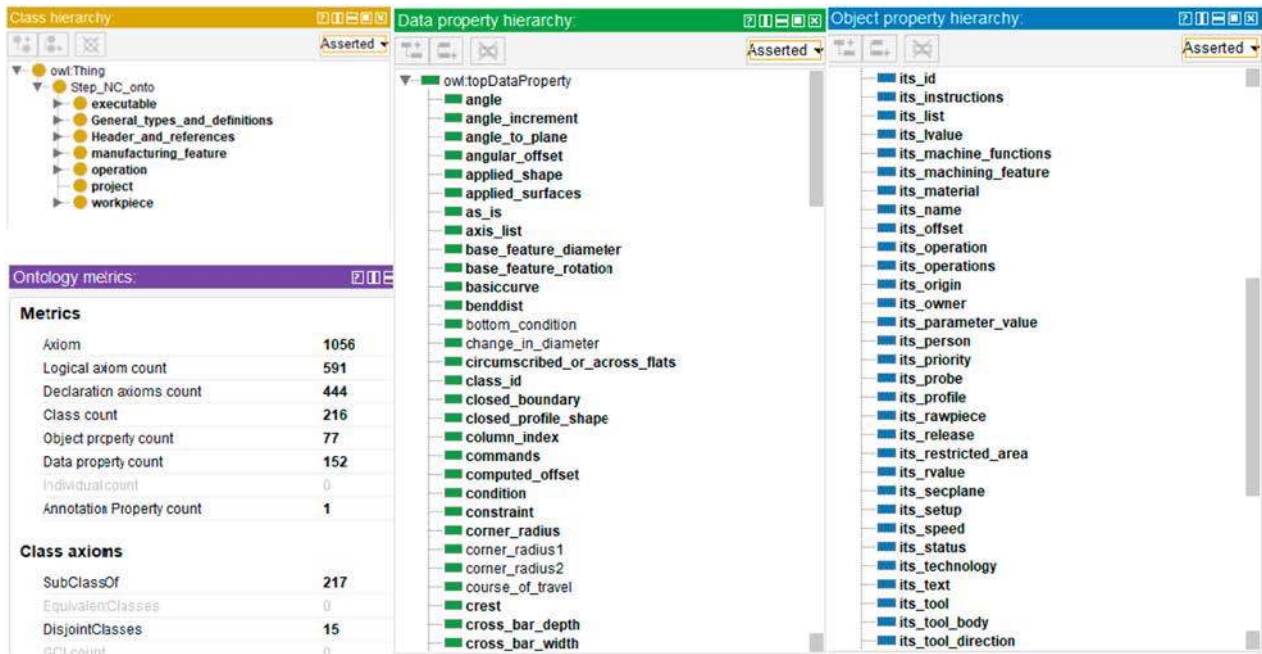 Class hierarchy:
Asserted
owl:Thing
Step_NC_onto
executable
General_types_and_definitions
Header_and_references
manufacturing_feature
operation
project
workpiece
Ontology metrics:
Metrics
Axiom 1056
Logical axiom count 591
Declaration axioms count 444
Class count 216
Object property count 77
Data property count 152
Individual count 0
Annotation Property count 1
Class axioms
SubClassOf 217
EquivalentClasses 0
DisjointClasses 15
GCI count 0
Data property hierarchy:
Asserted
owl:topDataProperty
angle
angle_increment
angle_to_plane
angular_offset
applied_shape
applied_surfaces
as_is
axis_list
base_feature_diameter
base_feature_rotation
basiccurve
benddist
bottom_condition
change_in_diameter
circumscribed_or_across_flats
class_id
closed_boundary
closed_profile_shape
column_index
commands
computed_offset
condition
constraint
corner_radius
corner_radius1
corner_radius2
course_of_travel
crest
cross_bar_depth
cross_bar_width
Object property hierarchy:
Asserted
its_id
its_instructions
its_list
its_lvalue
its_machine_functions
its_machining_feature
its_material
its_name
its_offset
its_operation
its_operations
its_origin
its_owner
its_parameter_value
its_person
its_priority
its_probe
its_profile
its_rawpiece
its_release
its_restricted_area
its_rvalue
its_secplane
its_setup
its_speed
its_status
its_technology
its_text
its_tool
its_tool_body
its_tool_direction